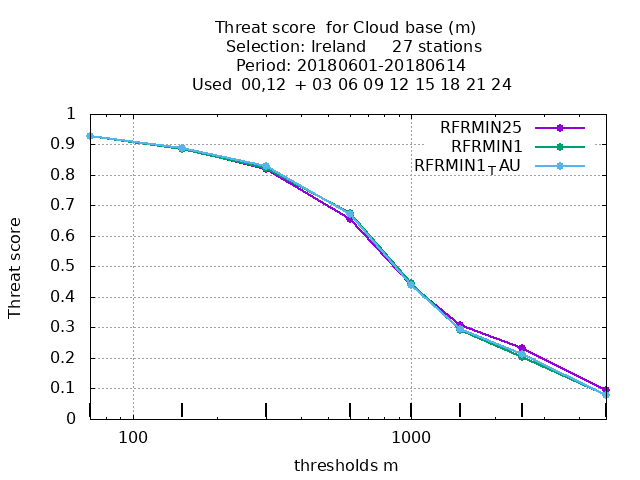 Threat score for Cloud base (m)
Selection: Ireland 27 stations
Period: 20180601-20180614
Used 00,12 + 03 06 09 12 15 18 21 24
RFRMIN25
RFRMIN1
RFRMIN1TAU
Threat score
1
0.9
0.8
0.7
0.6
0.5
0.4
0.3
0.2
0.1
0
100 1000
thresholds m